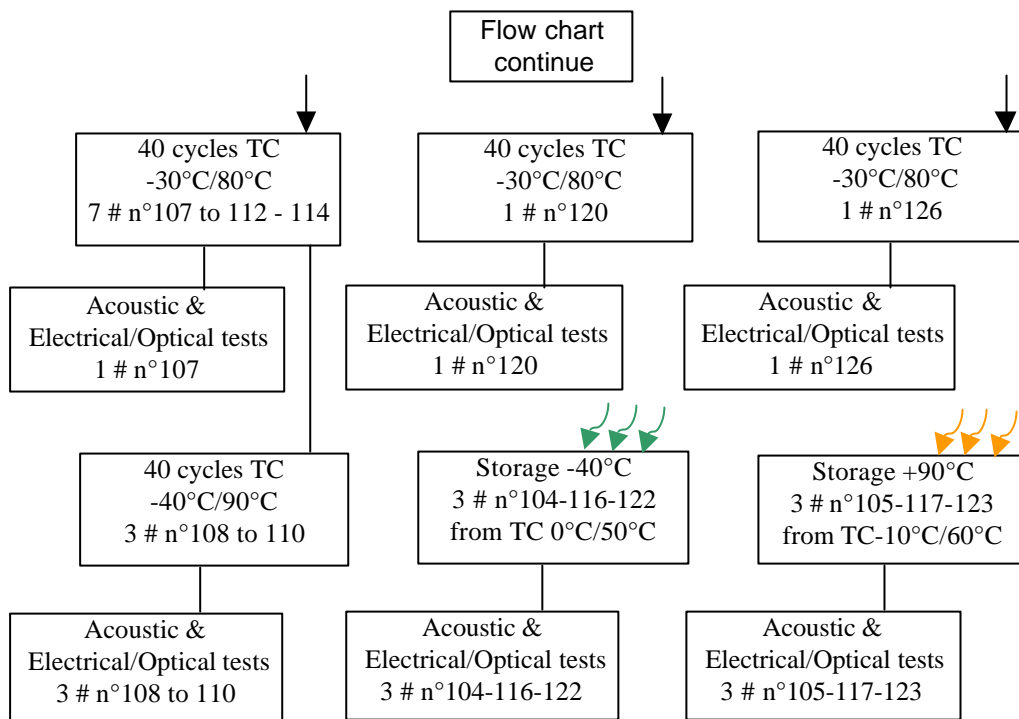 Flow chart
continue
40 cycles TC
-30°C/80°C
7 # n°107 to 112 - 114
40 cycles TC
-30°C/80°C
1 # n°120
40 cycles TC
-30°C/80°C
1 # n°126
Acoustic &
Electrical/Optical tests
1 # n°107
Acoustic &
Electrical/Optical tests
1 # n°120
Acoustic &
Electrical/Optical tests
1 # n°126
40 cycles TC
-40°C/90°C
3 # n°108 to 110
Storage -40°C
3 # n°104-116-122
from TC 0°C/50°C
Storage +90°C
3 # n°105-117-123
from TC-10°C/60°C
Acoustic &
Electrical/Optical tests
3 # n°108 to 110
Acoustic &
Electrical/Optical tests
3 # n°104-116-122
Acoustic &
Electrical/Optical tests
3 # n°105-117-123